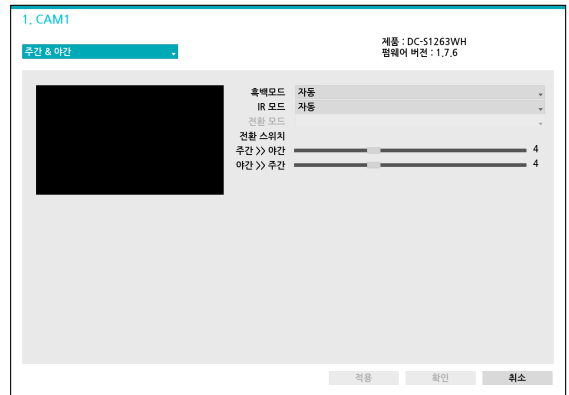 1. CAM1
제품 : DC-S1263WH
주간 & 야간
펌웨어 버전 : 1.7.6
흑백모드 자동
IR 모드 자동
전환 모드
전환 스위치
주간 >> 야간 4
야간 >> 주간 4
적용 확인 취소